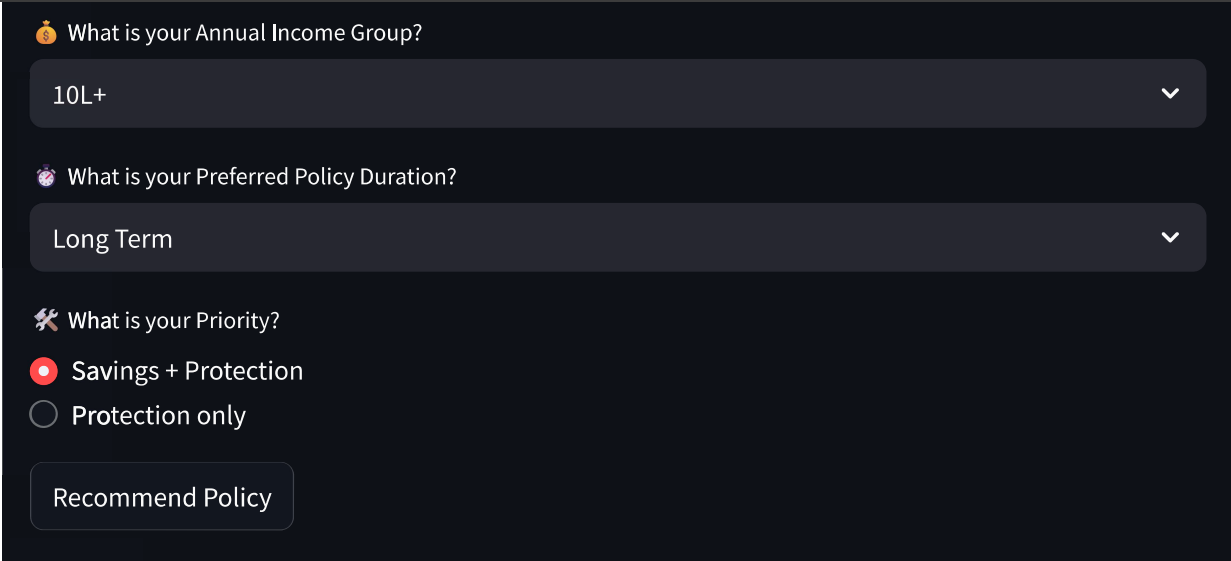 💰 What is your Annual Income Group?
10L+
⏱️ What is your Preferred Policy Duration?
Long Term
🛠️ What is your Priority?
Savings + Protection
Protection only
Recommend Policy